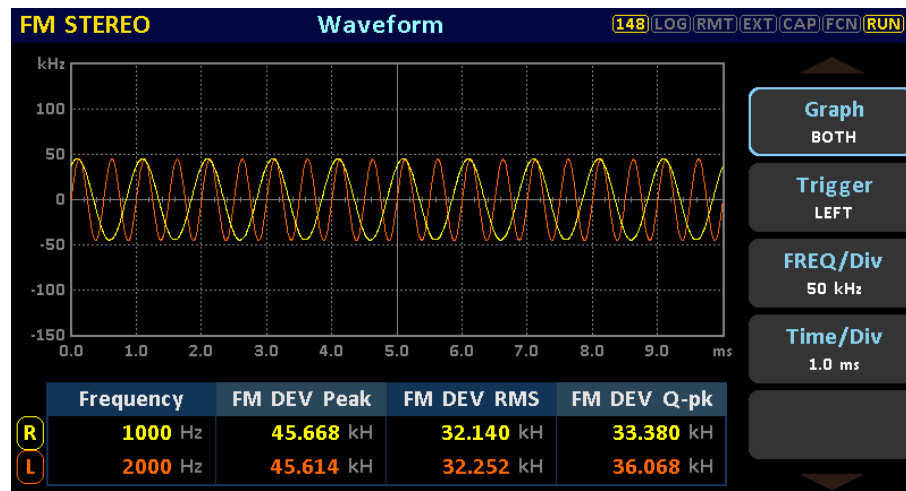 FM STEREO Waveform 148 LOG RMT EXT CAP FCN RUN
kHz
100
50
0
-50
-100
-150
0.0 1.0 2.0 3.0 4.0 5.0 6.0 7.0 8.0 9.0 ms
Graph
BOTH
Trigger
LEFT
FREQ/Div
50 kHz
Time/Div
1.0 ms
Frequency FM DEV Peak FM DEV RMS FM DEV Q-pk
R 1000 Hz 45.668 kH 32.140 kH 33.380 kH
L 2000 Hz 45.614 kH 32.252 kH 36.068 kH